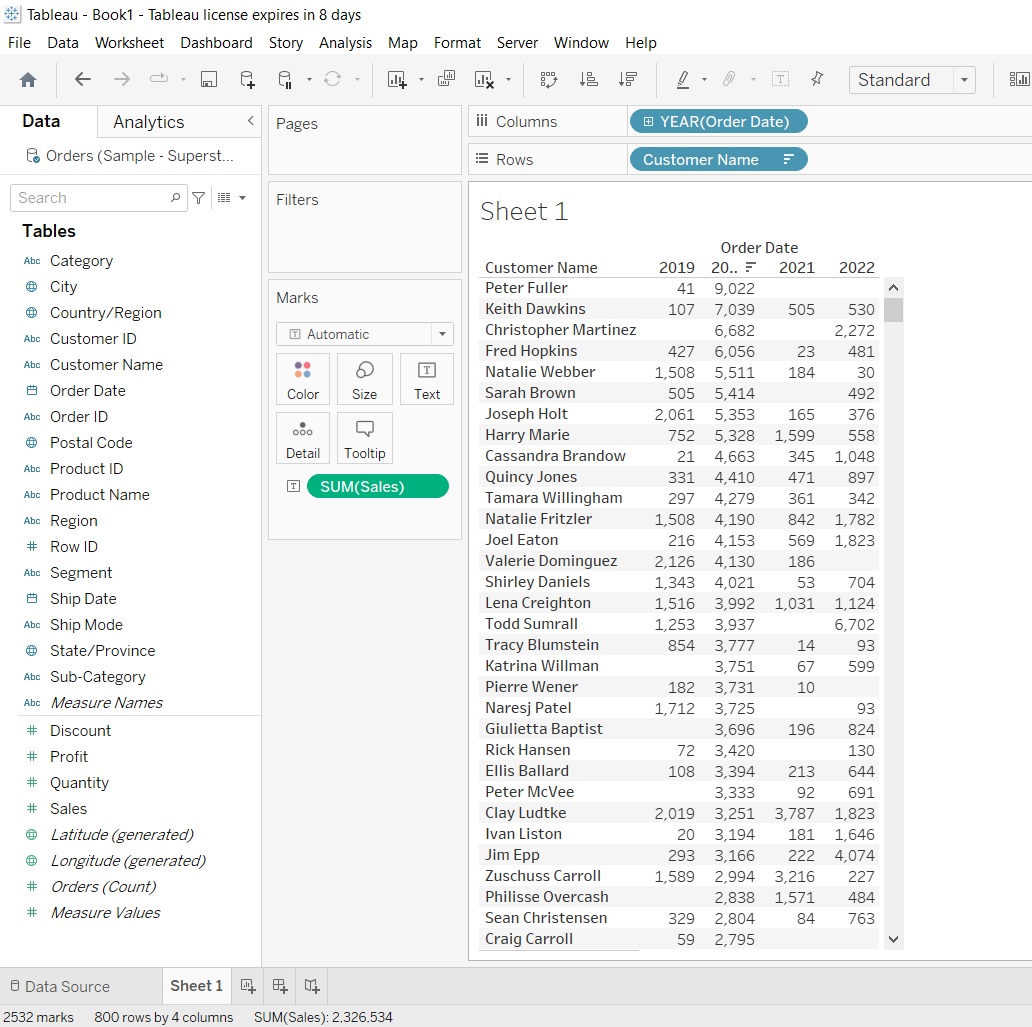 Tableau - Book1 - Tableau license expires in 8 days
File Data Worksheet Dashboard Story Analysis Map Format Server Window Help
Standard
Data Analytics
Orders (Sample - Superst...
Search
Tables
Abc Category
City
Country/Region
Abc Customer ID
Abc Customer Name
Order Date
Abc Order ID
Postal Code
Abc Product ID
Abc Product Name
Abc Region
# Row ID
Abc Segment
Ship Date
Abc Ship Mode
State/Province
Abc Sub-Category
Abc Measure Names
# Discount
# Profit
# Quantity
# Sales
Latitude (generated)
Longitude (generated)
# Orders (Count)
# Measure Values
Pages
Filters
Marks
T Automatic
Color Size T Text
Detail Tooltip
T SUM(Sales)
Columns YEAR(Order Date)
Rows Customer Name
Sheet 1
Order Date
Customer Name 2019 20.. 2021 2022
Peter Fuller 41 9,022
Keith Dawkins 107 7,039 505 530
Christopher Martinez 6,682 2,272
Fred Hopkins 427 6,056 23 481
Natalie Webber 1,508 5,511 184 30
Sarah Brown 505 5,414 492
Joseph Holt 2,061 5,353 165 376
Harry Marie 752 5,328 1,599 558
Cassandra Brandow 21 4,663 345 1,048
Quincy Jones 331 4,410 471 897
Tamara Willingham 297 4,279 361 342
Natalie Fritzler 1,508 4,190 842 1,782
Joel Eaton 216 4,153 569 1,823
Valerie Dominguez 2,126 4,130 186
Shirley Daniels 1,343 4,021 53 704
Lena Creighton 1,516 3,992 1,031 1,124
Todd Sumrall 1,253 3,937 6,702
Tracy Blumstein 854 3,777 14 93
Katrina Willman 3,751 67 599
Pierre Wener 182 3,731 10
Naresj Patel 1,712 3,725 93
Giulietta Baptist 3,696 196 824
Rick Hansen 72 3,420 130
Ellis Ballard 108 3,394 213 644
Peter McVee 3,333 92 691
Clay Ludtke 2,019 3,251 3,787 1,823
Ivan Liston 20 3,194 181 1,646
Jim Epp 293 3,166 222 4,074
Zuschuss Carroll 1,589 2,994 3,216 227
Philisse Overcash 2,838 1,571 484
Sean Christensen 329 2,804 84 763
Craig Carroll 59 2,795
Data Source Sheet 1
2532 marks 800 rows by 4 columns SUM(Sales): 2,326,534